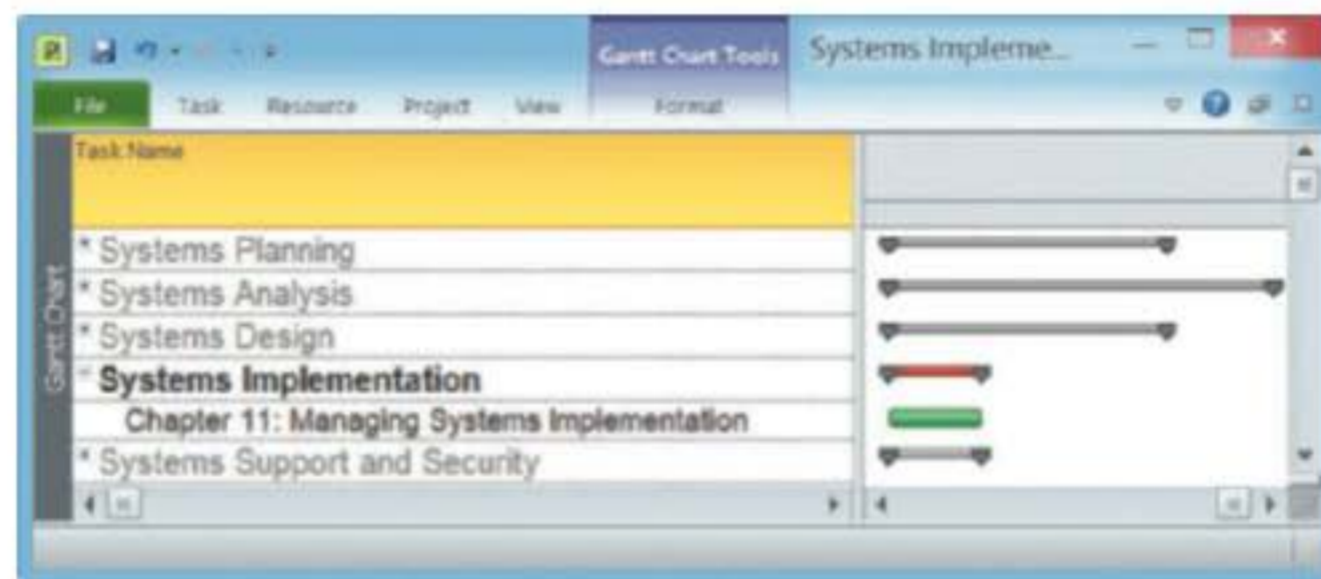 Gantt Chart Tools Systems Impleme...
File Task Resource Project View Format
Task Name
Systems Planning
Systems Analysis
Systems Design
Systems Implementation
Chapter 11: Managing Systems Implementation
Systems Support and Security
Gantt Chart